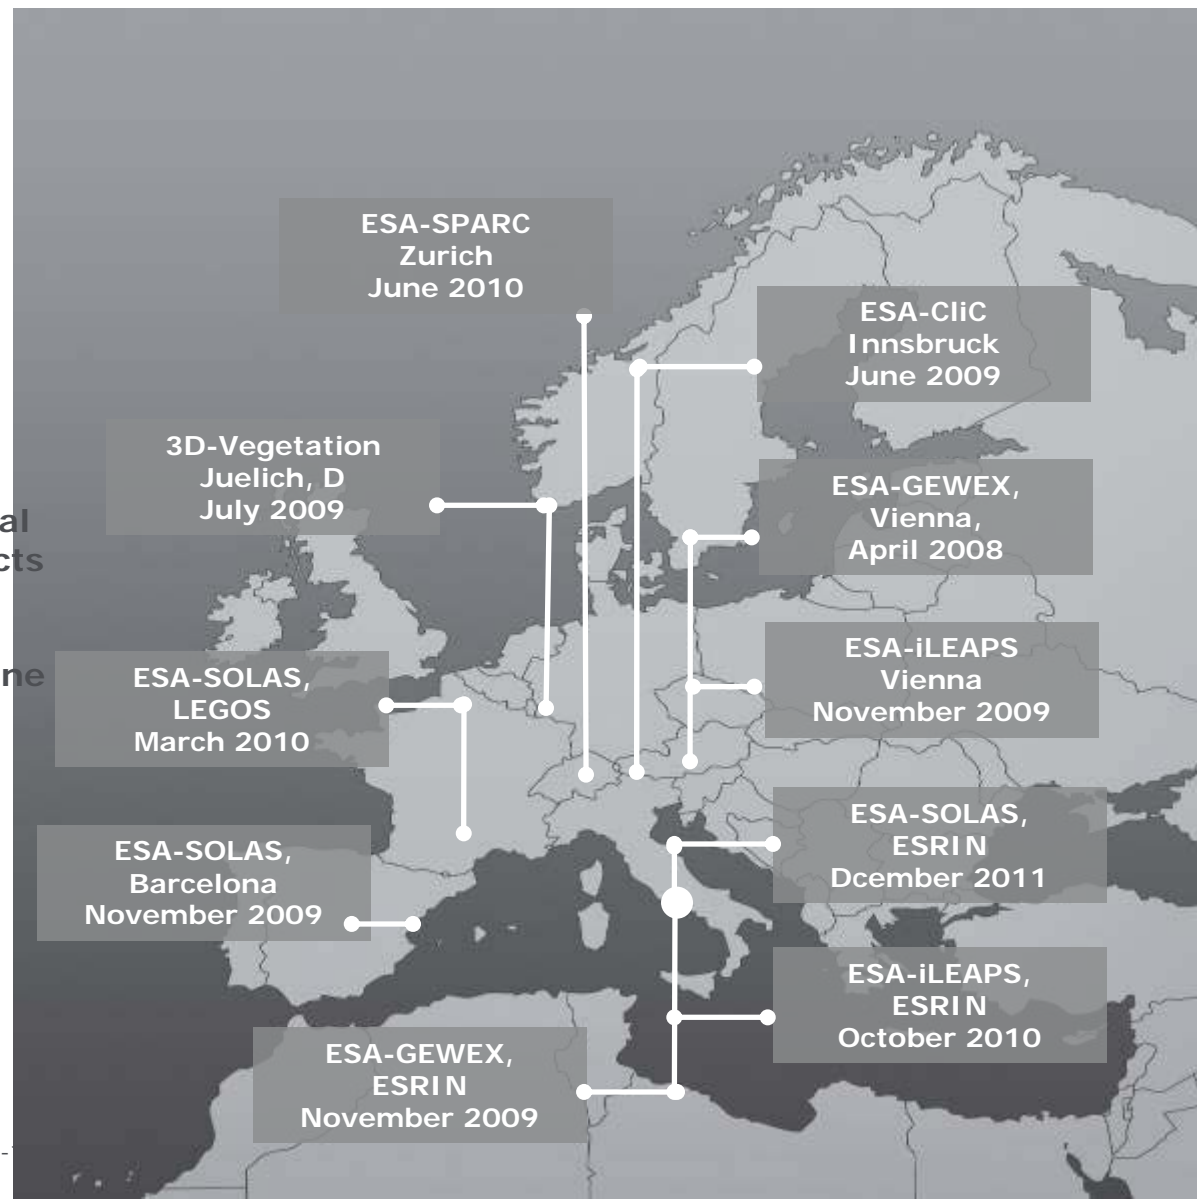 ESA-SPARC
Zurich
June 2010
ESA-CliC
Innsbruck
June 2009
3D-Vegetation
Juelich, D
July 2009
ESA-GEWEX,
Vienna,
April 2008
al
cts
ne
ESA-SOLAS,
LEGOS
March 2010
ESA-iLEAPS
Vienna
November 2009
ESA-SOLAS,
ESRIN
Dcember 2011
ESA-SOLAS,
Barcelona
November 2009
ESA-iLEAPS,
ESRIN
October 2010
ESA-GEWEX,
ESRIN
November 2009